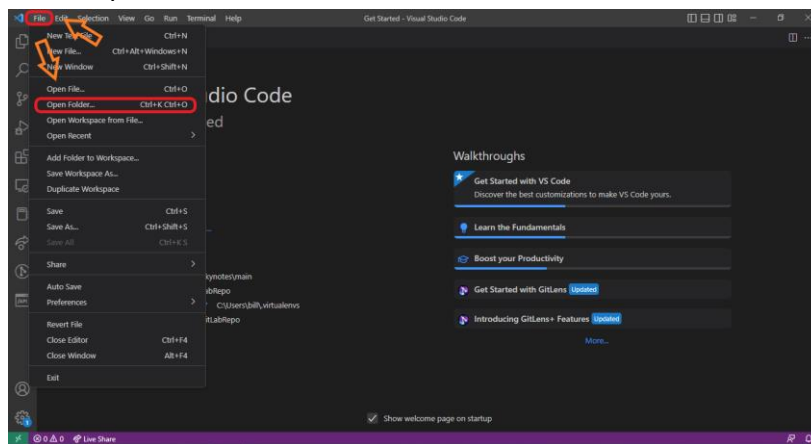 File Edit Selection View Go Run Terminal Help
Get Started - Visual Studio Code
New Text File Ctrl+N
New File... Ctrl+Alt+Windows+N
New Window Ctrl+Shift+N
Open File... Ctrl+O
Open Folder... Ctrl+K Ctrl+O
Open Workspace from File...
Open Recent
Add Folder to Workspace...
Save Workspace As...
Duplicate Workspace
Save Ctrl+S
Save As... Ctrl+Shift+S
Save All Ctrl+K S
Share
Auto Save
Preferences
Revert File
Close Editor Ctrl+F4
Close Window Alt+F4
Exit
dio Code
ed
kynotes\main
abRepo
C:\Users\bill\.virtualenvs
itLabRepo
Walkthroughs
Get Started with VS Code
Discover the best customizations to make VS Code yours.
Learn the Fundamentals
Boost your Productivity
Get Started with GitLens Updated
Introducing GitLens+ Features Updated
More...
Show welcome page on startup
0 0 Live Share